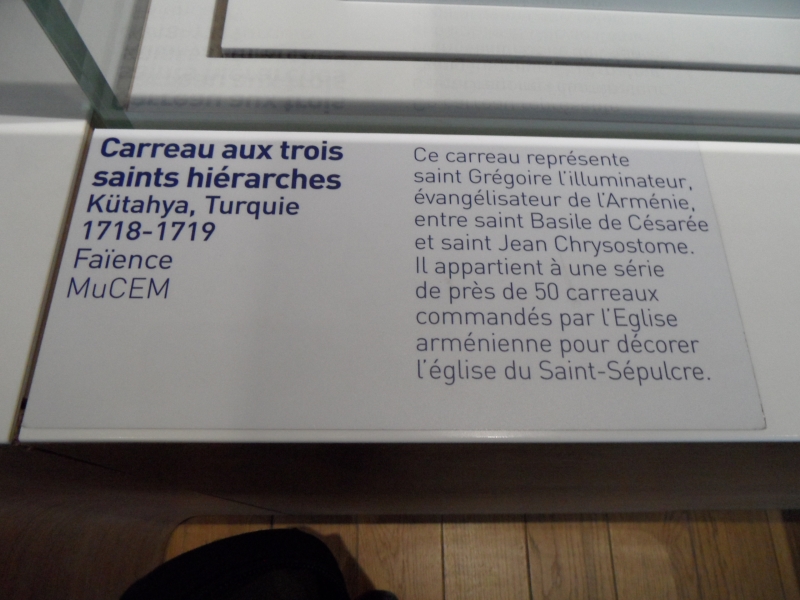 Carreau aux trois
saints hiérarches
Kütahya, Turquie
1718-1719
Faïence
MuCEM
Ce carreau représente
saint Grégoire l'illuminateur,
évangélisateur de l'Arménie,
entre saint Basile de Césarée
et saint Jean Chrysostome.
Il appartient à une série
de près de 50 carreaux
commandés par l'Eglise
arménienne pour décorer
l'église du Saint-Sépulcre.